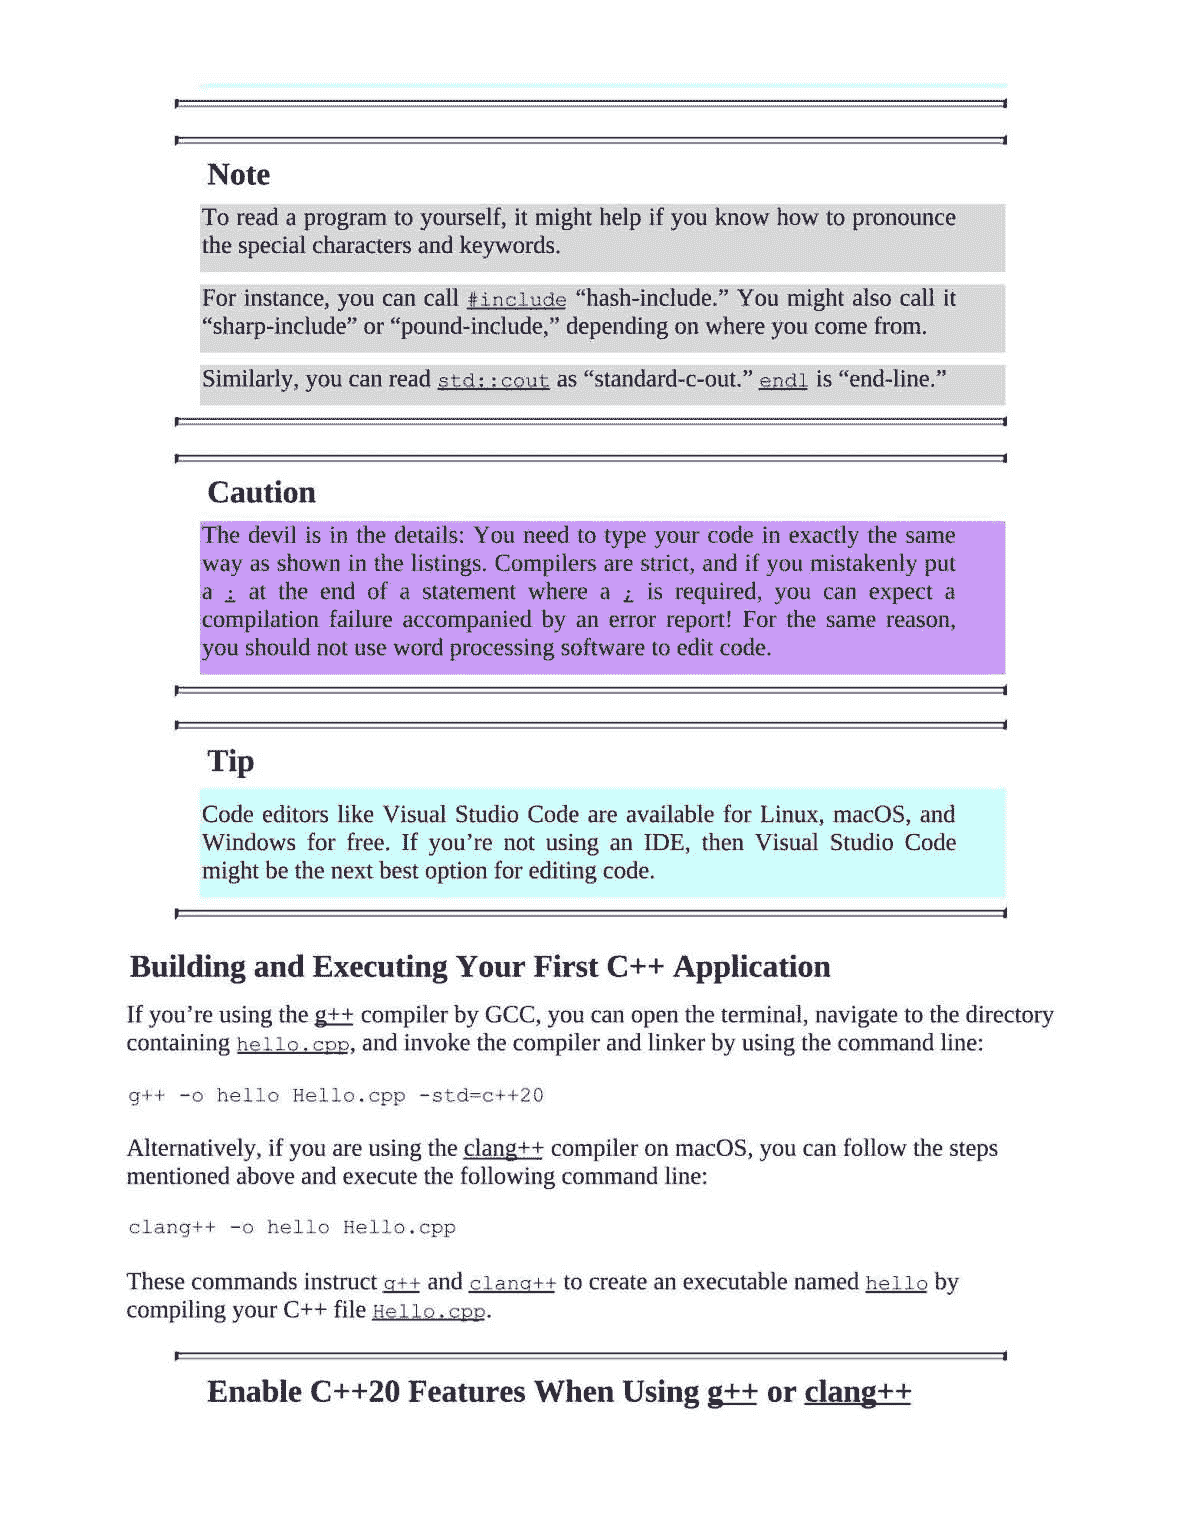 Note
To read a program to yourself, it might help if you know how to pronounce
the special characters and keywords.
For instance, you can call #include “hash-include.” You might also call it
“sharp-include” or “pound-include,” depending on where you come from.
Similarly, you can read std::cout as “standard-c-out.” endl is “end-line.”
Caution
The devil is in the details: You need to type your code in exactly the same
way as shown in the listings. Compilers are strict, and if you mistakenly put
a : at the end of a statement where a ; is required, you can expect a
compilation failure accompanied by an error report! For the same reason,
you should not use word processing software to edit code.
Tip
Code editors like Visual Studio Code are available for Linux, macOS, and
Windows for free. If you’re not using an IDE, then Visual Studio Code
might be the next best option for editing code.
Building and Executing Your First C++ Application
If you’re using the g++ compiler by GCC, you can open the terminal, navigate to the directory
containing hello.cpp, and invoke the compiler and linker by using the command line:
g++ -o hello Hello.cpp -std=c++20
Alternatively, if you are using the clang++ compiler on macOS, you can follow the steps
mentioned above and execute the following command line:
clang++ -o hello Hello.cpp
These commands instruct g++ and clang++ to create an executable named hello by
compiling your C++ file Hello.cpp.
Enable C++20 Features When Using g++ or clang++